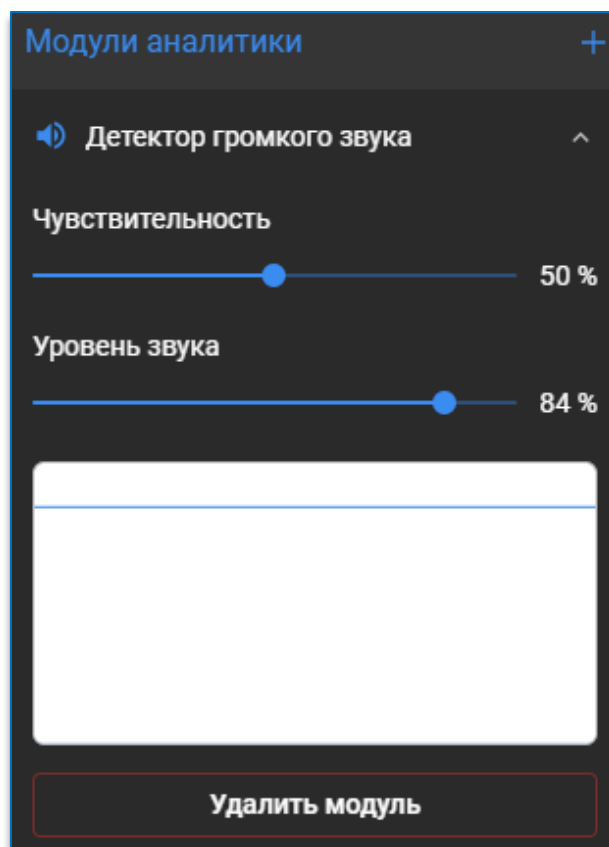 Модули аналитики +
Детектор громкого звука
Чувствительность
50 %
Уровень звука
84 %
Удалить модуль